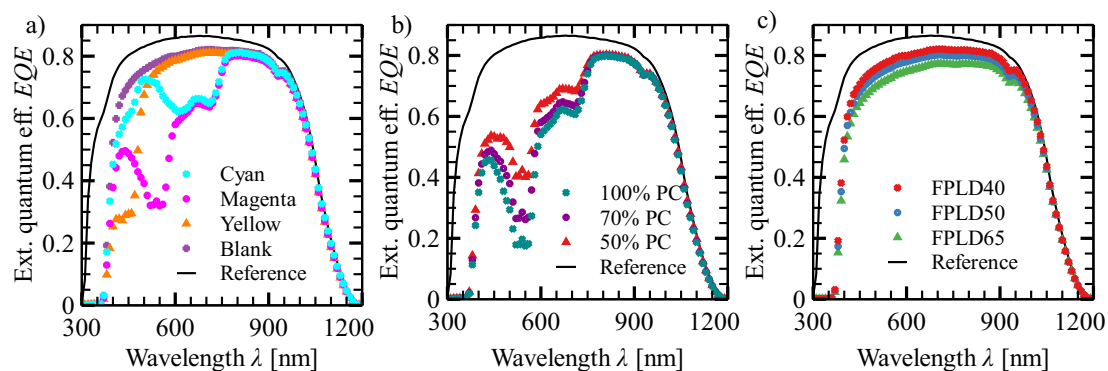 a)
b)
c)
Ext. quantum eff. EQE
0.8
0.6
0.4
0.2
0
Cyan
Magenta
Yellow
Blank
Reference
300
600
900
1200
Wavelength λ [nm]
Ext. quantum eff. EQE
0.8
0.6
0.4
0.2
0
100% PC
70% PC
50% PC
Reference
300
600
900
1200
Wavelength λ [nm]
Ext. quantum eff. EQE
0.8
0.6
0.4
0.2
0
FPLD40
FPLD50
FPLD65
Reference
300
600
900
1200
Wavelength λ [nm]